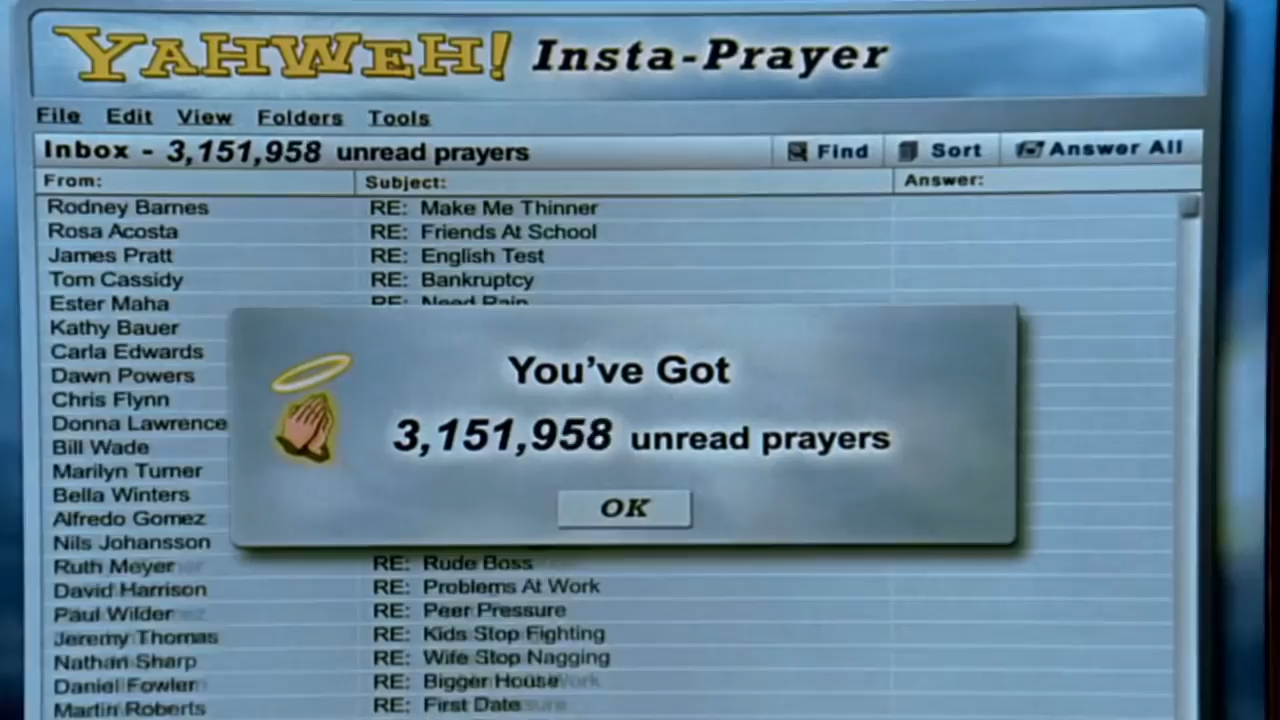 YAHWEH! Insta-Prayer
File Edit View Folders Tools
Inbox - 3,151,958 unread prayers Find Sort Answer All
From: Subject: Answer:
Rodney Barnes RE: Make Me Thinner
Rosa Acosta RE: Friends At School
James Pratt RE: English Test
Tom Cassidy RE: Bankruptcy
Ester Maha RE: Need Rain
Kathy Bauer
Carla Edwards
Dawn Powers
Chris Flynn
Donna Lawrence
Bill Wade
Marilyn Turner
Bella Winters
Alfredo Gomez
Nils Johansson
You've Got
3,151,958 unread prayers
OK
Ruth Meyer RE: Rude Boss
David Harrison RE: Problems At Work
Paul Wilder RE: Peer Pressure
Jeremy Thomas RE: Kids Stop Fighting
Nathan Sharp RE: Wife Stop Nagging
Daniel Fowler RE: Bigger House
Martin Roberts RE: First Date